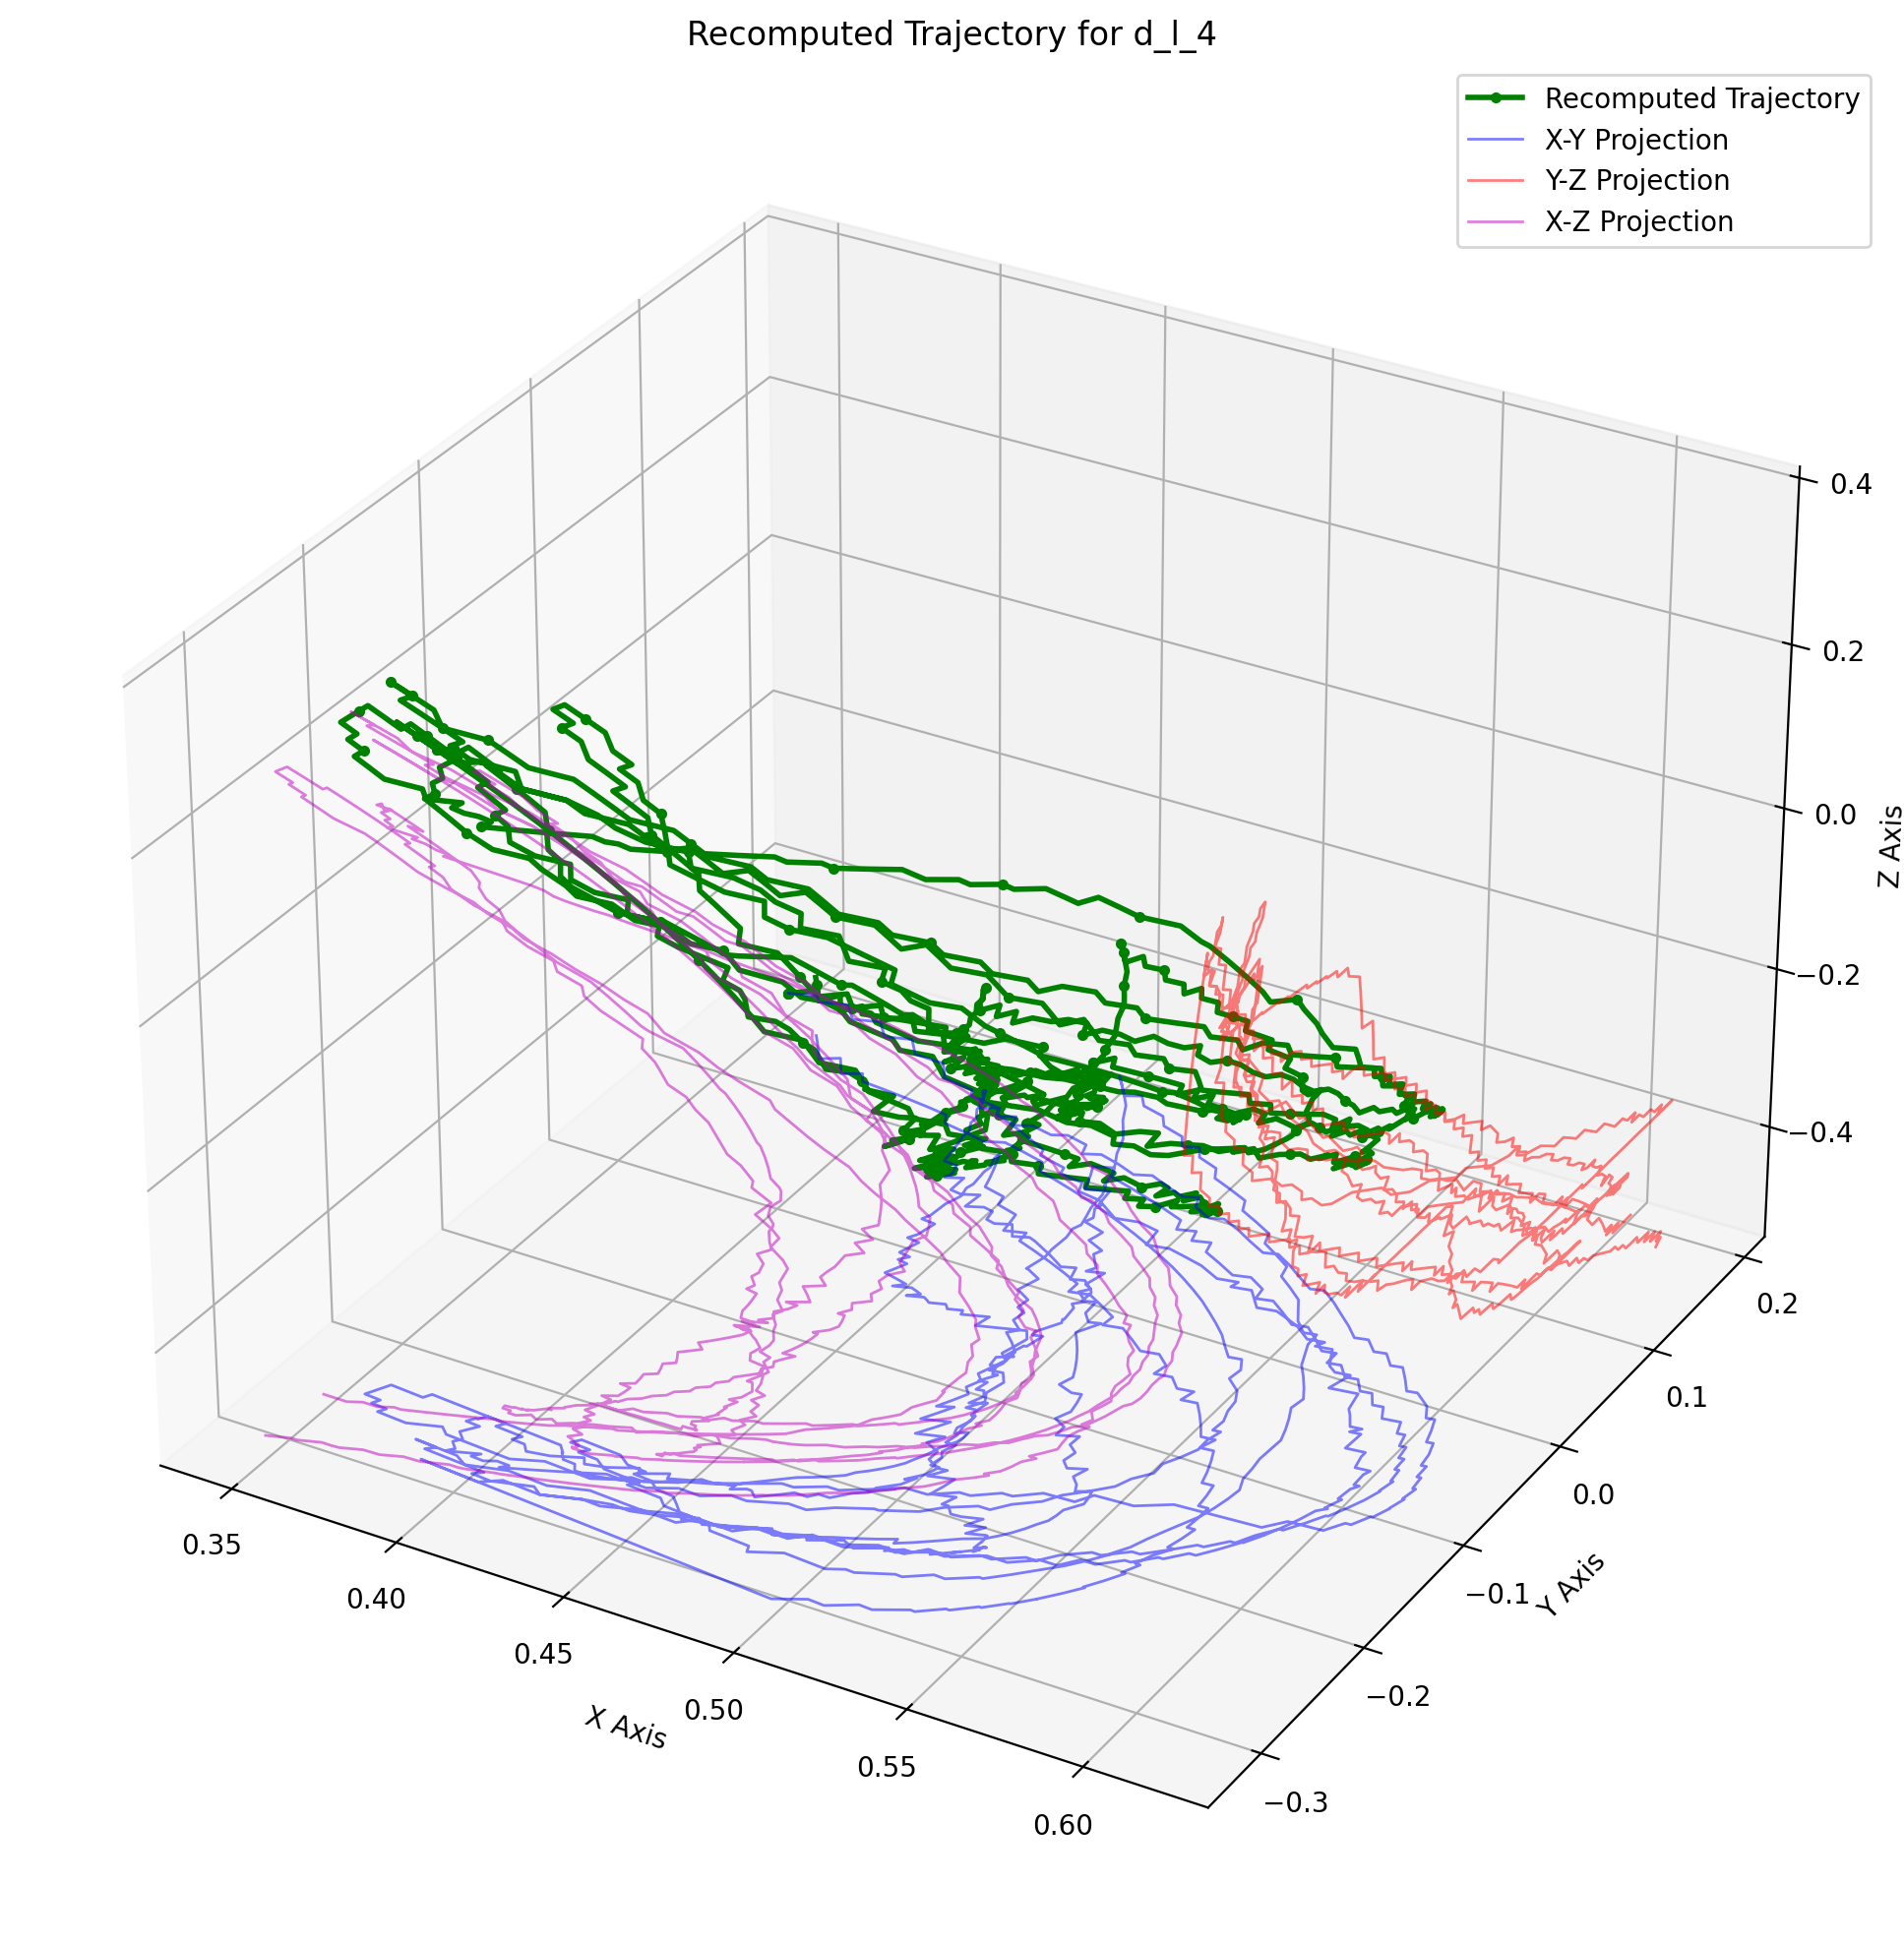 Recomputed Trajectory for d_l_4
Recomputed Trajectory
X-Y Projection
Y-Z Projection
X-Z Projection
0.4
0.2
0.0
−0.2
−0.4
Z Axis
0.2
0.1
0.0
−0.1
−0.2
−0.3
Y Axis
0.35
0.40
0.45
0.50
0.55
0.60
X Axis